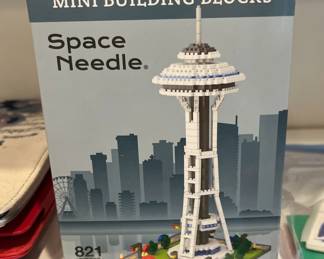 MINI BUILDING BLOCKS
Space
Needle®
821